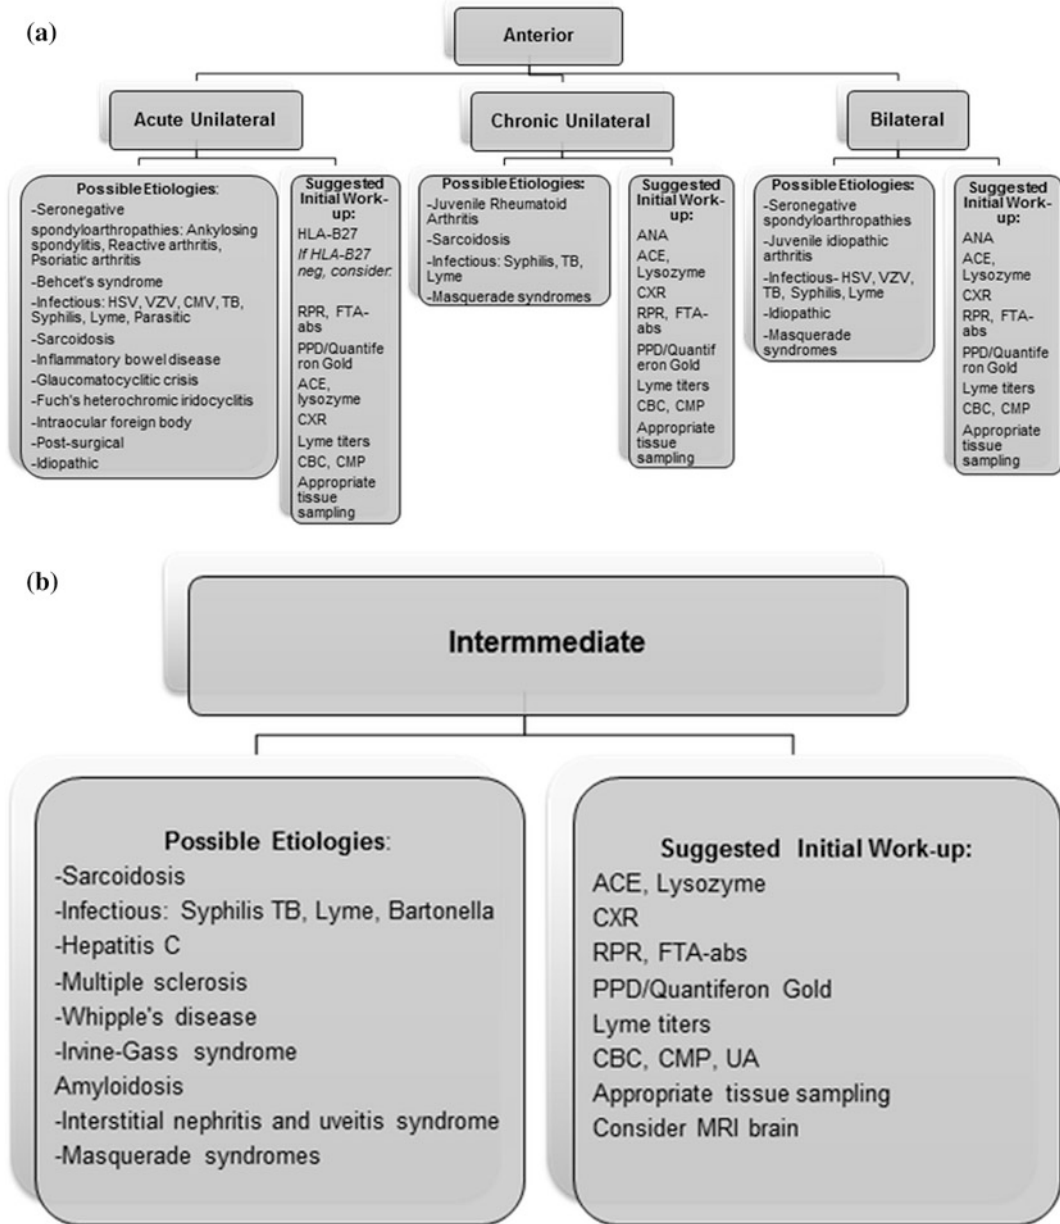 (a)
Anterior
Acute Unilateral
Chronic Unilateral
Bilateral
Possible Etiologies:
-Seronegative
spondyloarthropathies: Ankylosing
spondylitis, Reactive arthritis,
Psoriatic arthritis
-Behcet's syndrome
-Infectious: HSV, VZV, CMV, TB,
Syphilis, Lyme, Parasitic
-Sarcoidosis
-Inflammatory bowel disease
-Glaucomatocyclitic crisis
-Fuch's heterochromic iridocyclitis
-Intraocular foreign body
-Post-surgical
-Idiopathic
Suggested
Initial Work-
up:
HLA-B27
If HLA-B27
neg, consider:
RPR, FTA-
abs
PPD/Quantife
ron Gold
ACE,
lysozyme
CXR
Lyme titers
CBC, CMP
Appropriate
tissue
sampling
Possible Etiologies:
-Juvenile Rheumatoid
Arthritis
-Sarcoidosis
-Infectious: Syphilis, TB,
Lyme
-Masquerade syndromes
Suggested
Initial Work-
up:
ANA
ACE,
Lysozyme
CXR
RPR, FTA-
abs
PPD/Quantif
eron Gold
Lyme titers
CBC, CMP
Appropriate
tissue
sampling
Possible Etiologies:
-Seronegative
spondyloarthropathies
-Juvenile idiopathic
arthritis
-Infectious- HSV, VZV,
TB, Syphilis, Lyme
-Idiopathic
-Masquerade
syndromes
Suggested
Initial Work-
up:
ANA
ACE,
Lysozyme
CXR
RPR, FTA-
abs
PPD/Quantife
ron Gold
Lyme titers
CBC, CMP
Appropriate
tissue
sampling
(b)
Intermmediate
Possible Etiologies:
-Sarcoidosis
-Infectious: Syphilis TB, Lyme, Bartonella
-Hepatitis C
-Multiple sclerosis
-Whipple's disease
-Irvine-Gass syndrome
Amyloidosis
-Interstitial nephritis and uveitis syndrome
-Masquerade syndromes
Suggested Initial Work-up:
ACE, Lysozyme
CXR
RPR, FTA-abs
PPD/Quantiferon Gold
Lyme titers
CBC, CMP, UA
Appropriate tissue sampling
Consider MRI brain